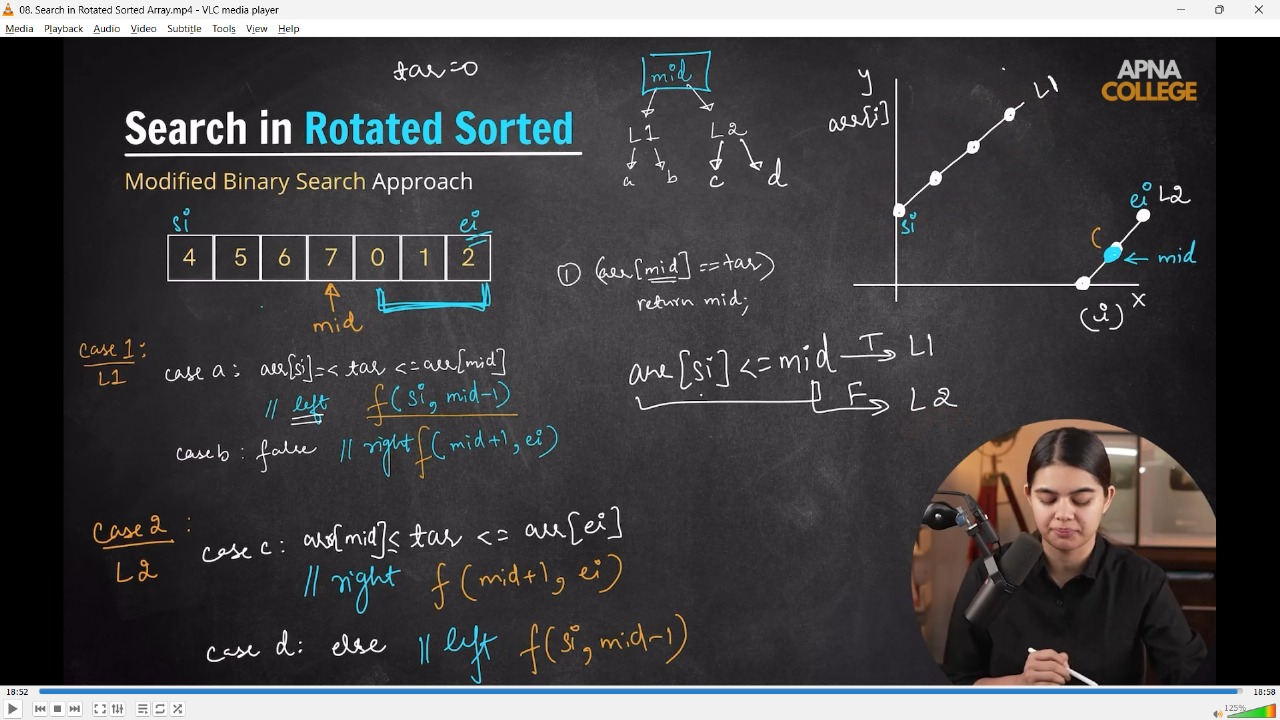 08. Search in Rotated Sorted Array.mp4 - VLC media player
Media Playback Audio Video Subtitle Tools View Help
tar=0
mid
L1 L2
a b c d
y
arr[i]
L1
APNA
COLLEGE
Search in Rotated Sorted
Modified Binary Search Approach
si ei
4 5 6 7 0 1 2
mid
① (arr[mid] ==tar)
return mid;
si
ei L2
C
← mid
(i) x
arr[si] <= mid T L1
F L2
Case 1:
L1
case a: arr[si]=< tar <= arr[mid]
// left f(si, mid-1)
case b: false // right f(mid+1, ei)
Case 2 :
L2
case c: arr[mid]≤ tar <= arr[ei]
// right f(mid+1, ei)
case d: else // left f(si, mid-1)
18:52 18:58
125%